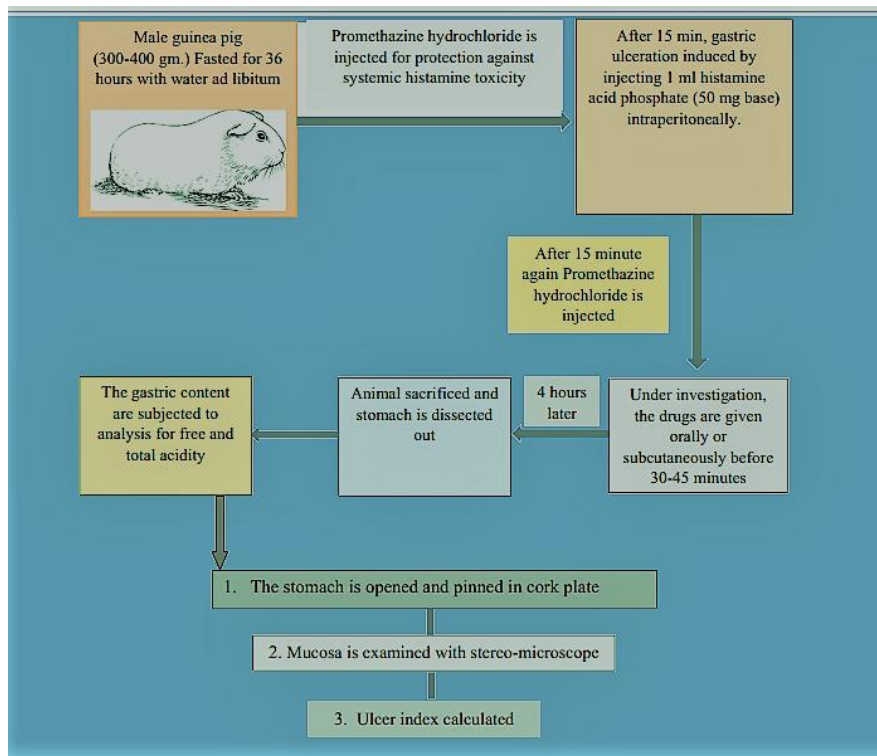 Male guinea pig
(300-400 gm.) Fasted for 36
hours with water ad libitum
Promethazine hydrochloride is
injected for protection against
systemic histamine toxicity
After 15 min, gastric
ulceration induced by
injecting 1 ml histamine
acid phosphate (50 mg base)
intraperitoneally.
After 15 minute
again Promethazine
hydrochloride is
injected
Under investigation,
the drugs are given
orally or
subcutaneously before
30-45 minutes
4 hours
later
Animal sacrificed and
stomach is dissected
out
The gastric content
are subjected to
analysis for free and
total acidity
1. The stomach is opened and pinned in cork plate
2. Mucosa is examined with stereo-microscope
3. Ulcer index calculated